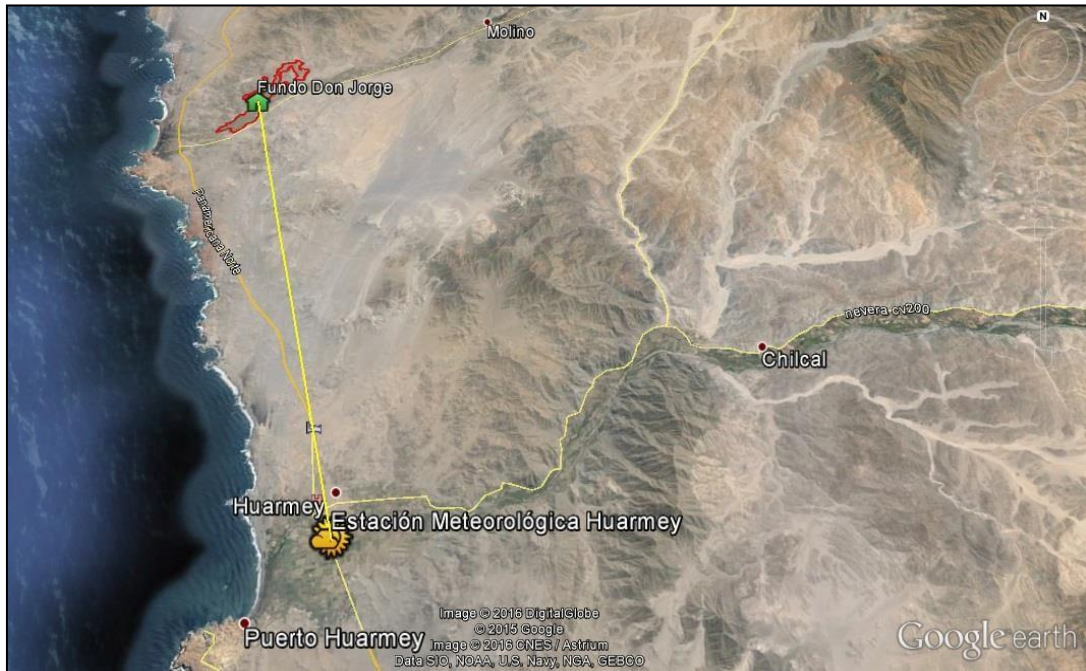 N
Molino
Fundo Don Jorge
Panamericana Norte
nevera cv200
Chilcal
Huarmey
Estación Meteorológica Huarmey
Puerto Huarmey
Image © 2016 DigitalGlobe
© 2015 Google
Image © 2016 CNES / Astrium
Data SIO, NOAA, U.S. Navy, NGA, GEBCO
Google earth